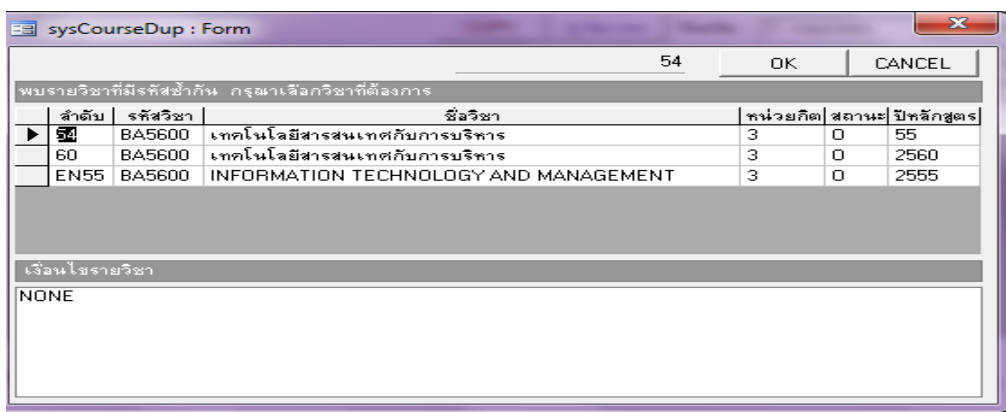 sysCourseDup : Form
54 OK CANCEL
พบรายวิชาที่มีรหัสซ้ำกัน กรุณาเลือกวิชาที่ต้องการ
ลำดับ รหัสวิชา ชื่อวิชา หน่วยกิต สถานะ ปีหลักสูตร
54 BA5600 เทคโนโลยีสารสนเทศกับการบริหาร 3 O 55
60 BA5600 เทคโนโลยีสารสนเทศกับการบริหาร 3 O 2560
EN55 BA5600 INFORMATION TECHNOLOGY AND MANAGEMENT 3 O 2555
เงื่อนไขรายวิชา
NONE